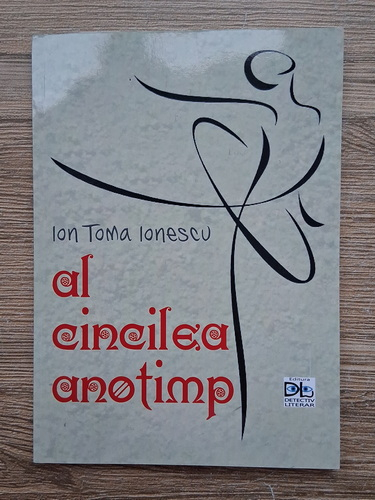 Ion Toma Ionescu
al
cincilea
anotimp
Editura
DL
DETECTIV
LITERAR